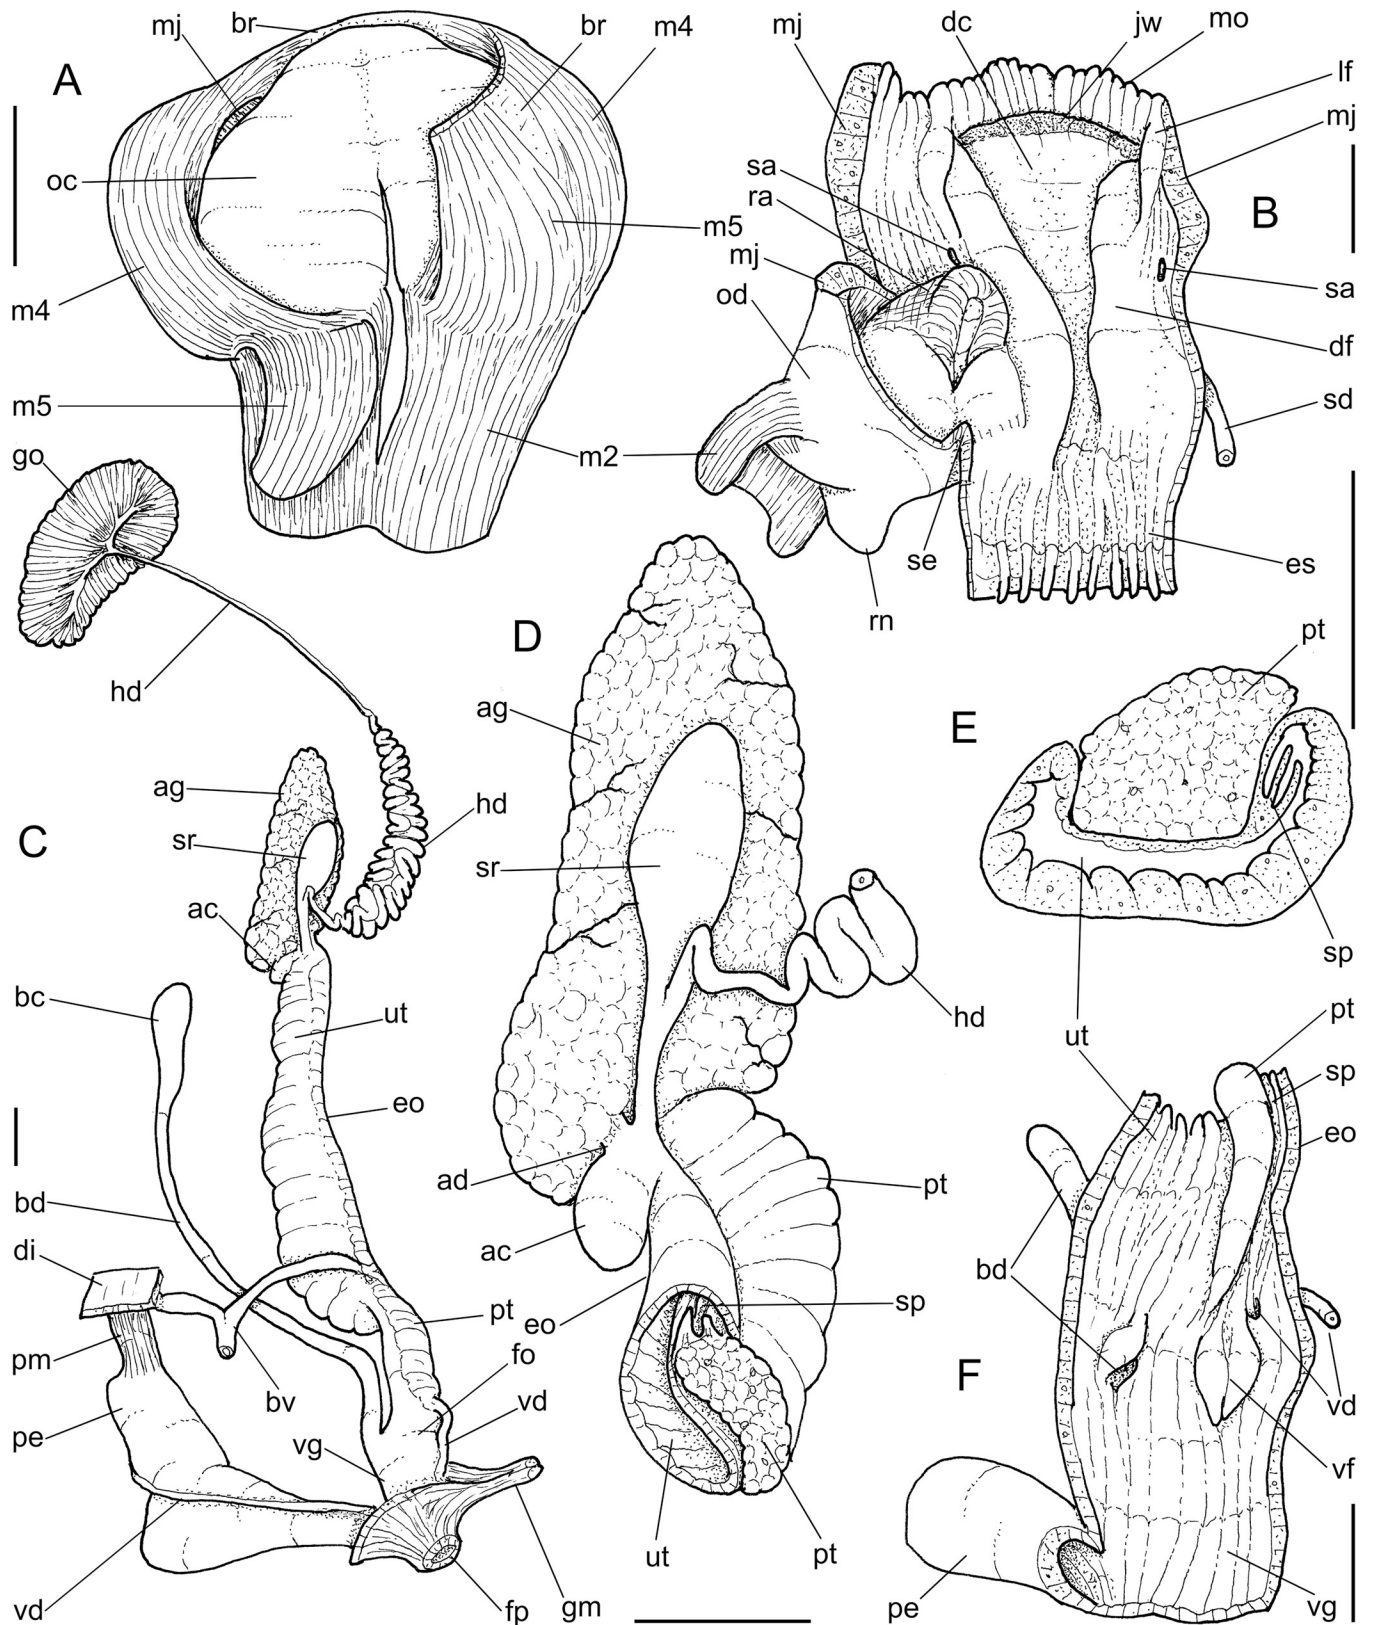 A
mj
br
br
m4
oc
m5
m4
m5
m2
mj
dc
jw
mo
lf
mj
B
sa
ra
mj
od
sa
df
sd
es
se
rn
go
hd
C
ag
sr
ac
hd
bc
ut
eo
bd
di
pm
pe
bv
pt
fo
vd
vg
vd
fp
gm
D
ag
sr
hd
ad
ac
pt
eo
sp
ut
pt
E
pt
sp
ut
F
pt
sp
eo
bd
vd
vf
pe
vg